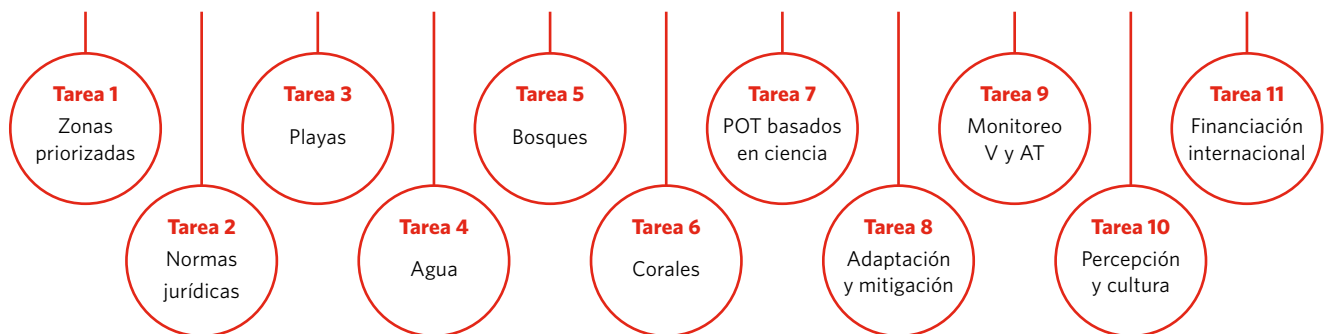 Tarea 1
Zonas
priorizadas
Tarea 2
Normas
jurídicas
Tarea 3
Playas
Tarea 4
Agua
Tarea 5
Bosques
Tarea 6
Corales
Tarea 7
POT basados
en ciencia
Tarea 8
Adaptación
y mitigación
Tarea 9
Monitoreo
V y AT
Tarea 10
Percepción
y cultura
Tarea 11
Financiación
internacional